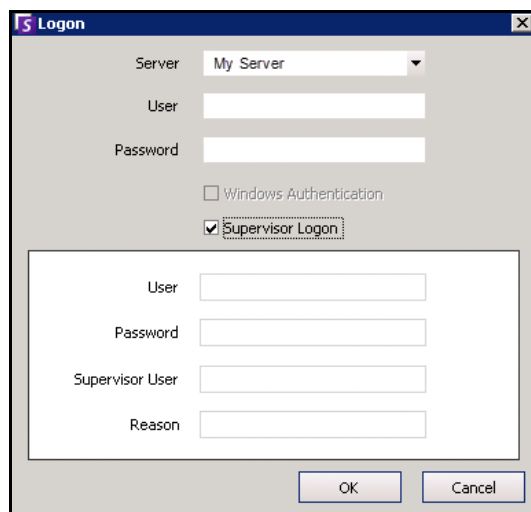 S Logon
Server My Server
User
Password
Windows Authentication
Supervisor Logon
User
Password
Supervisor User
Reason
OK Cancel